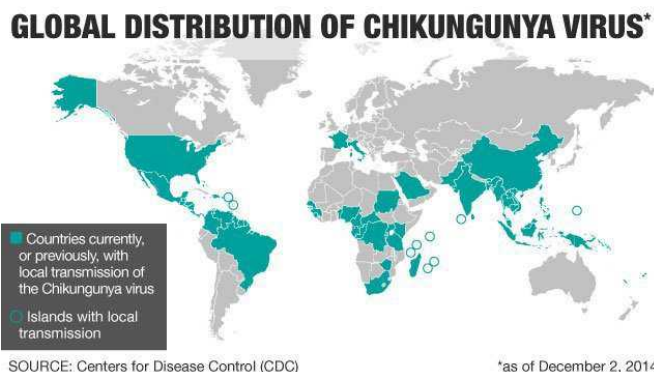 GLOBAL DISTRIBUTION OF CHIKUNGUNYA VIRUS*
Countries currently,
or previously, with
local transmission of
the Chikungunya virus
Islands with local
transmission
SOURCE: Centers for Disease Control (CDC)
*as of December 2, 2014